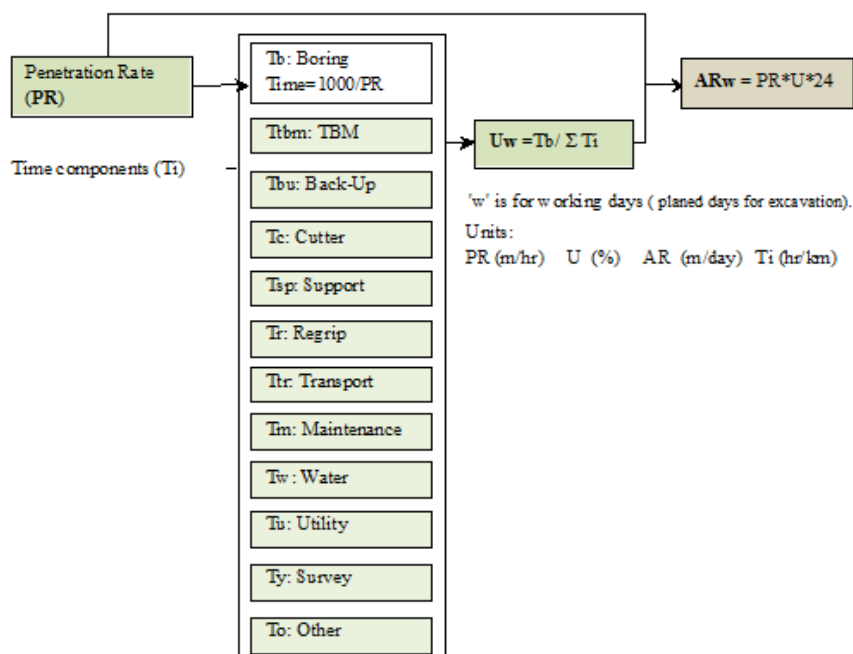 Penetration Rate
(PR)
Time components (Ti)
Tb: Boring
Time=1000/PR
Ttbm: TBM
Tbu: Back-Up
Tc: Cutter
Tsp: Support
Tr: Regrip
Ttr: Transport
Tm: Maintenance
Tw: Water
Tu: Utility
Ty: Survey
To: Other
Uw =Tb/ Σ Ti
ARw = PR*U*24
'w' is for working days ( planed days for excavation).
Units:
PR (m/hr) U (%) AR (m/day) Ti (hr/km)